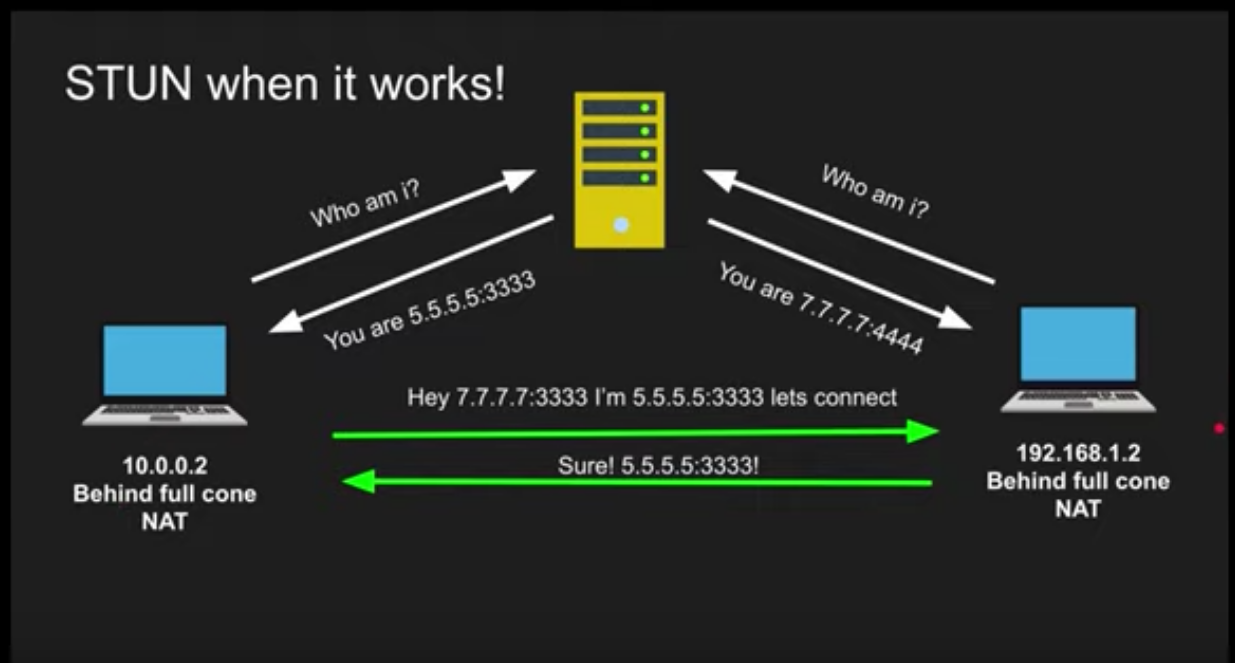 STUN when it works!
Who am i?
Who am i?
You are 5.5.5.5:3333
You are 7.7.7.7:4444
Hey 7.7.7.7:3333 I'm 5.5.5.5:3333 lets connect
Sure! 5.5.5.5:3333!
10.0.0.2
Behind full cone
NAT
192.168.1.2
Behind full cone
NAT